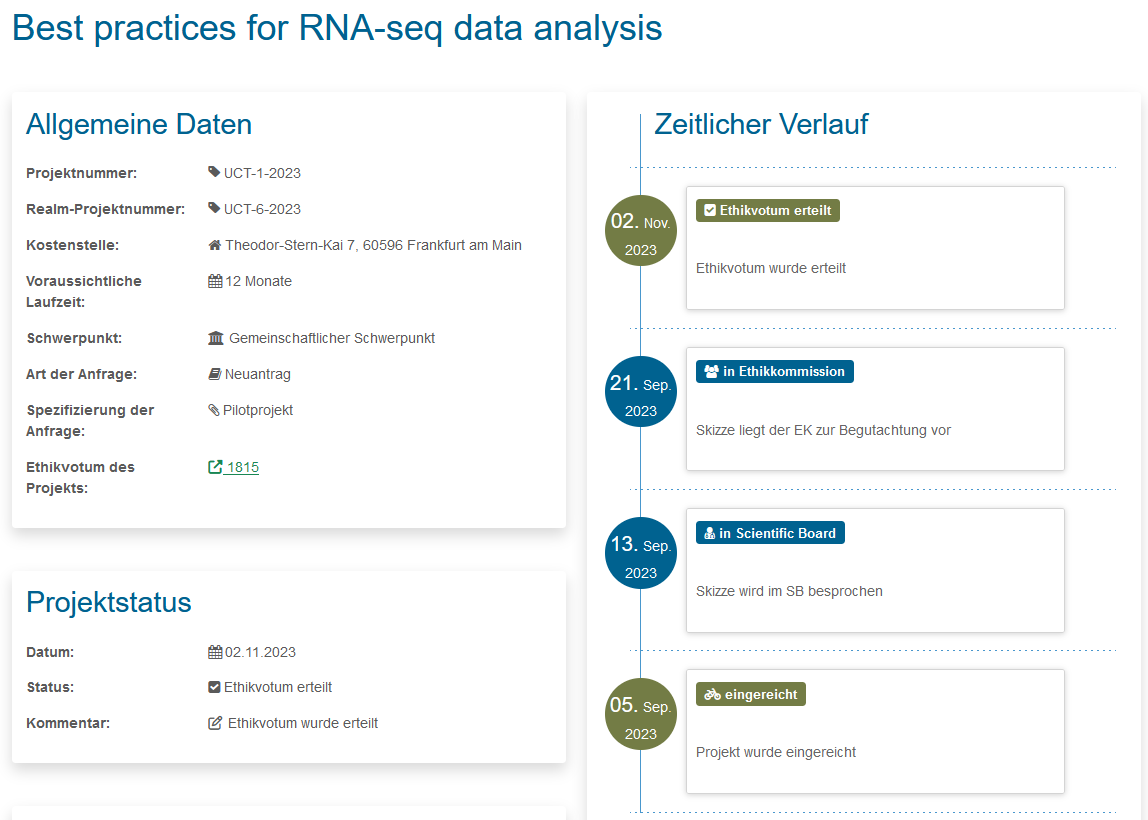 Best practices for RNA-seq data analysis
Allgemeine Daten
Projektnummer: UCT-1-2023
Realm-Projektnummer: UCT-6-2023
Kostenstelle: Theodor-Stern-Kai 7, 60596 Frankfurt am Main
Voraussichtliche
Laufzeit: 12 Monate
Schwerpunkt: Gemeinschaftlicher Schwerpunkt
Art der Anfrage: Neuantrag
Spezifizierung der
Anfrage: Pilotprojekt
Ethikvotum des
Projekts: 1815
Projektstatus
Datum: 02.11.2023
Status: Ethikvotum erteilt
Kommentar: Ethikvotum wurde erteilt
Zeitlicher Verlauf
02. Nov.
2023
Ethikvotum erteilt
Ethikvotum wurde erteilt
21. Sep.
2023
in Ethikkommission
Skizze liegt der EK zur Begutachtung vor
13. Sep.
2023
in Scientific Board
Skizze wird im SB besprochen
05. Sep.
2023
eingereicht
Projekt wurde eingereicht